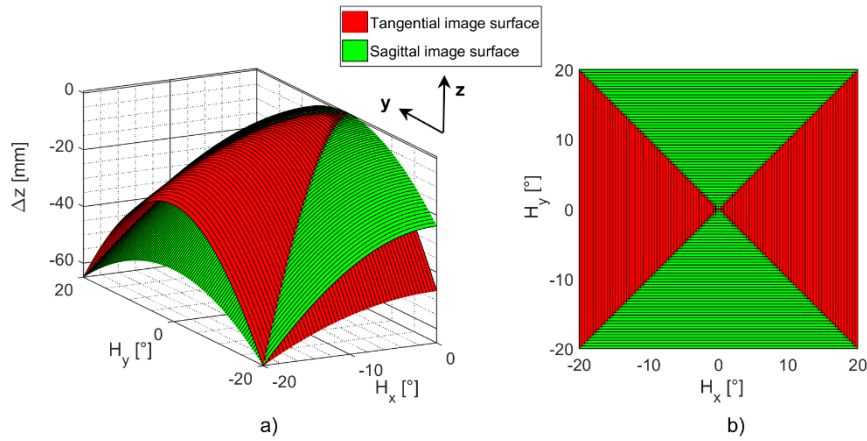 Tangential image surface
Sagittal image surface
z
y
0
-20
-40
-60
Δz [mm]
20
0
-20
H_y [°]
-20
-10
0
H_x [°]
a)
20
10
0
-10
-20
H_y [°]
-20
-10
0
10
20
H_x [°]
b)